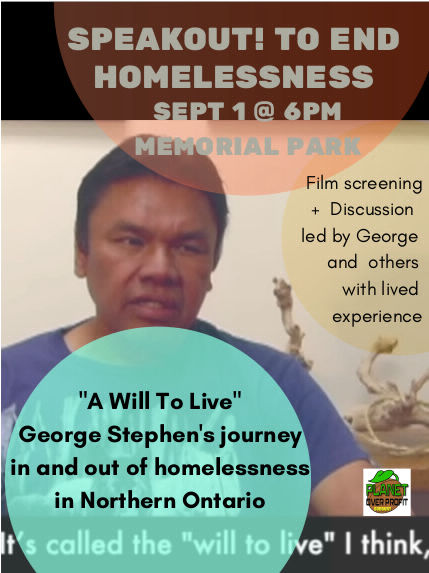 SPEAKOUT! TO END
HOMELESSNESS
SEPT 1 @ 6PM
MEMORIAL PARK
Film screening
+ Discussion
led by George
and others
with lived
experience
"A Will To Live"
George Stephen's journey
in and out of homelessness
in Northern Ontario
PLANET
OVER PROFIT
It's called the "will to live" I think,